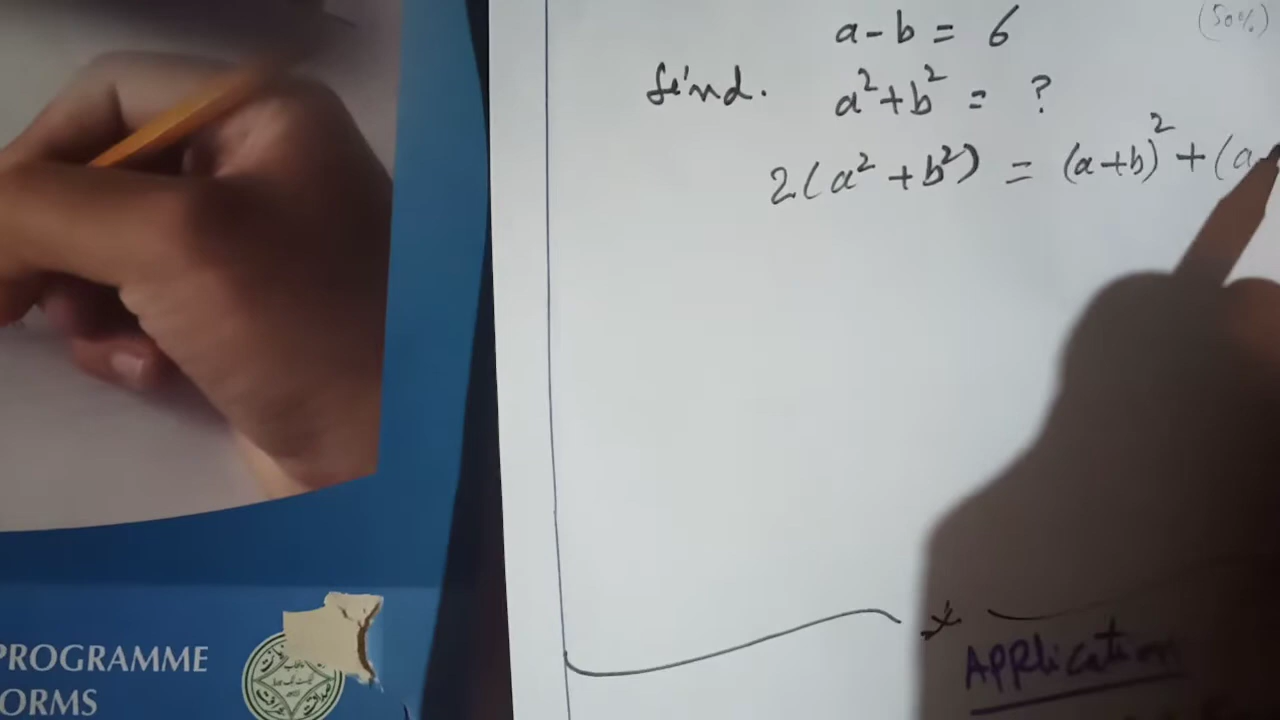 (50%)
a - b = 6
find. a² + b² = ?
2(a² + b²) = (a+b)² + (a-
Application
PROGRAMME
ORMS